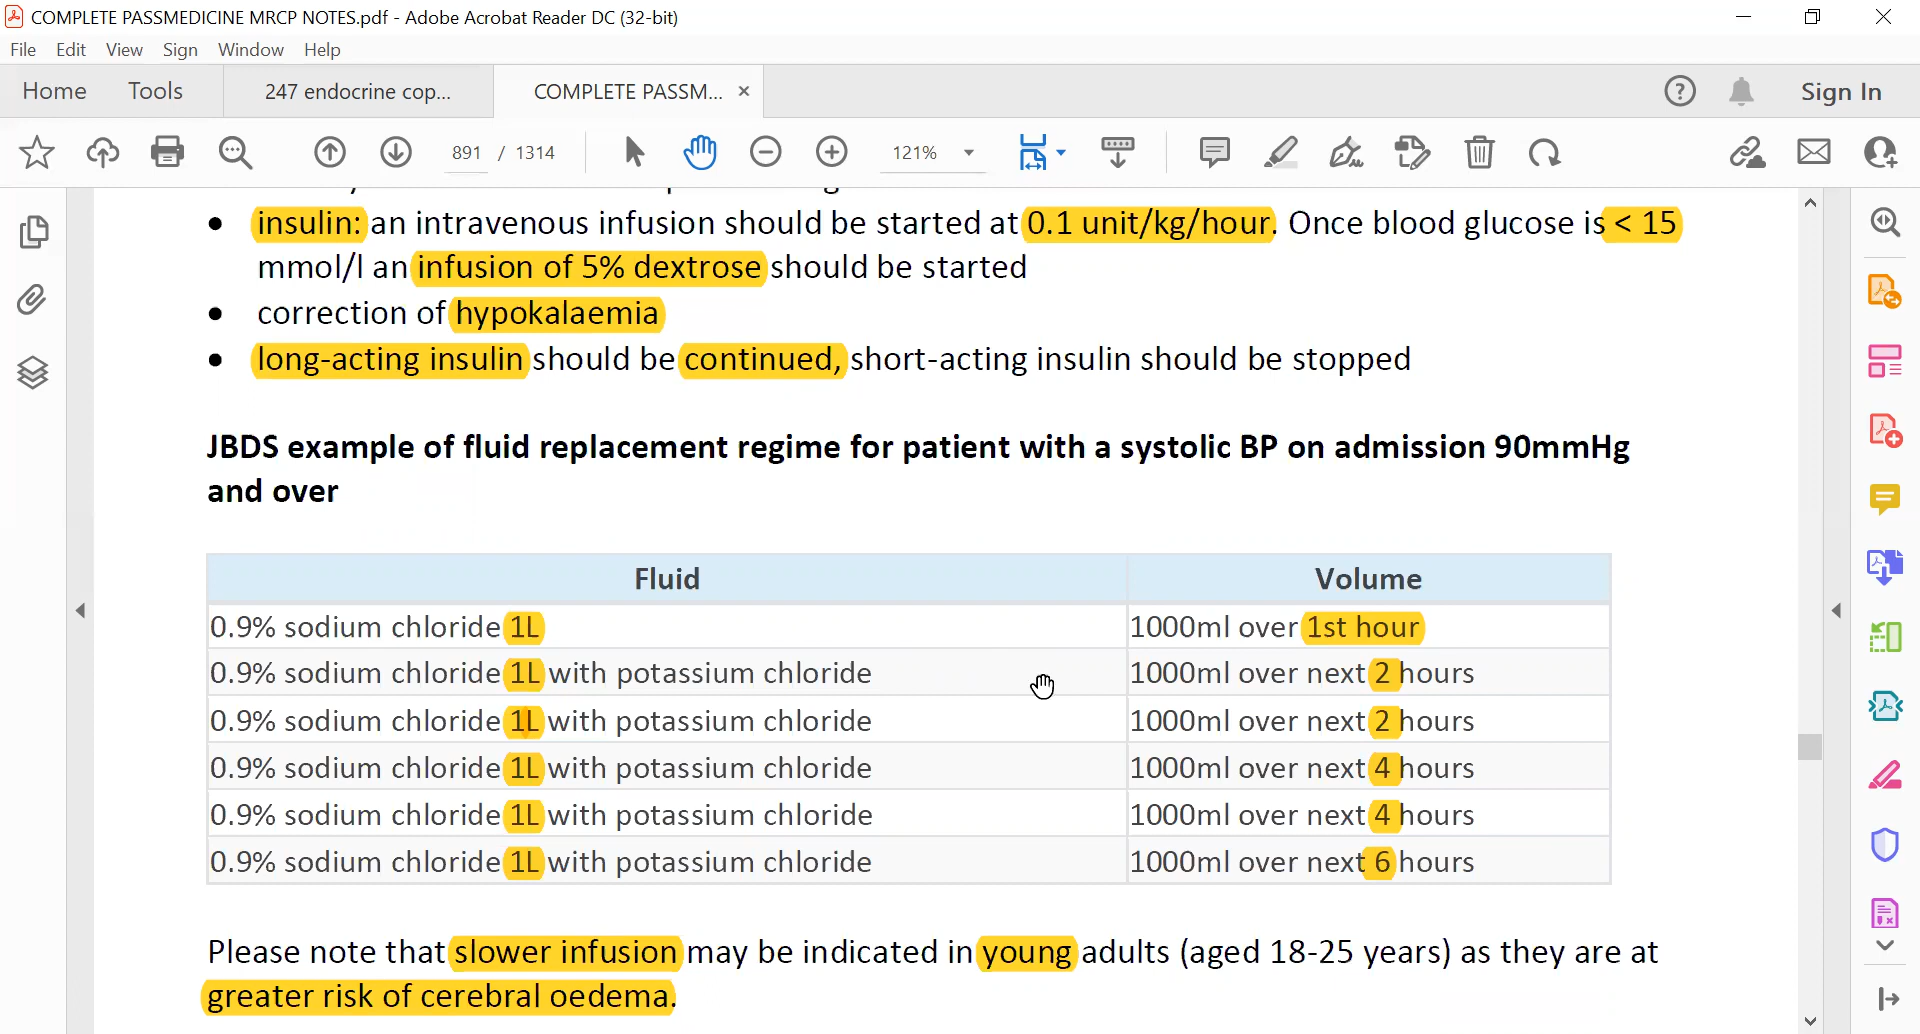 COMPLETE PASSMEDICINE MRCP NOTES.pdf - Adobe Acrobat Reader DC (32-bit)
File Edit View Sign Window Help
Home Tools 247 endocrine cop... COMPLETE PASSM... × Sign In
891 / 1314 121%
• insulin: an intravenous infusion should be started at 0.1 unit/kg/hour. Once blood glucose is < 15
mmol/l an infusion of 5% dextrose should be started
• correction of hypokalaemia
• long-acting insulin should be continued, short-acting insulin should be stopped
JBDS example of fluid replacement regime for patient with a systolic BP on admission 90mmHg
and over
Fluid Volume
0.9% sodium chloride 1L 1000ml over 1st hour
0.9% sodium chloride 1L with potassium chloride 1000ml over next 2 hours
0.9% sodium chloride 1L with potassium chloride 1000ml over next 2 hours
0.9% sodium chloride 1L with potassium chloride 1000ml over next 4 hours
0.9% sodium chloride 1L with potassium chloride 1000ml over next 4 hours
0.9% sodium chloride 1L with potassium chloride 1000ml over next 6 hours
Please note that slower infusion may be indicated in young adults (aged 18-25 years) as they are at
greater risk of cerebral oedema.